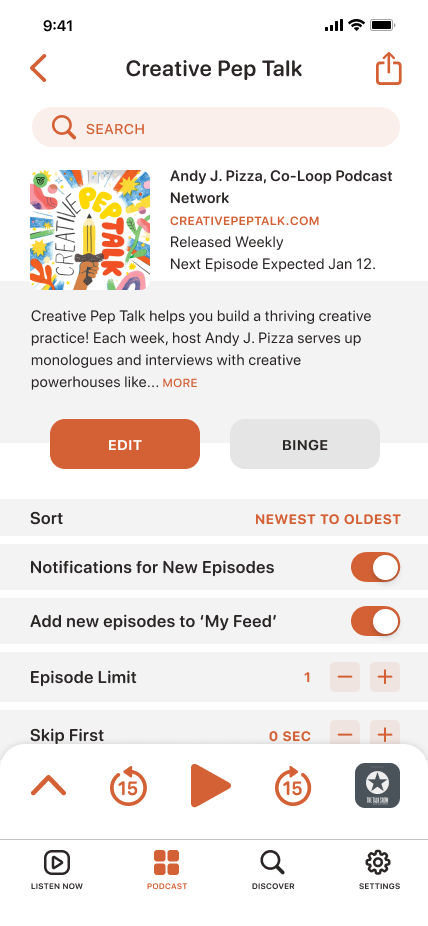 9:41
Creative Pep Talk
SEARCH
CREATIVE
PEP
TALK
Andy J. Pizza, Co-Loop Podcast
Network
CREATIVEPEPTALK.COM
Released Weekly
Next Episode Expected Jan 12.
Creative Pep Talk helps you build a thriving creative
practice! Each week, host Andy J. Pizza serves up
monologues and interviews with creative
powerhouses like... MORE
EDIT
BINGE
Sort
NEWEST TO OLDEST
Notifications for New Episodes
Add new episodes to ‘My Feed’
Episode Limit
1
Skip First
0 SEC
15
15
THE TALK SHOW
LISTEN NOW
PODCAST
DISCOVER
SETTINGS